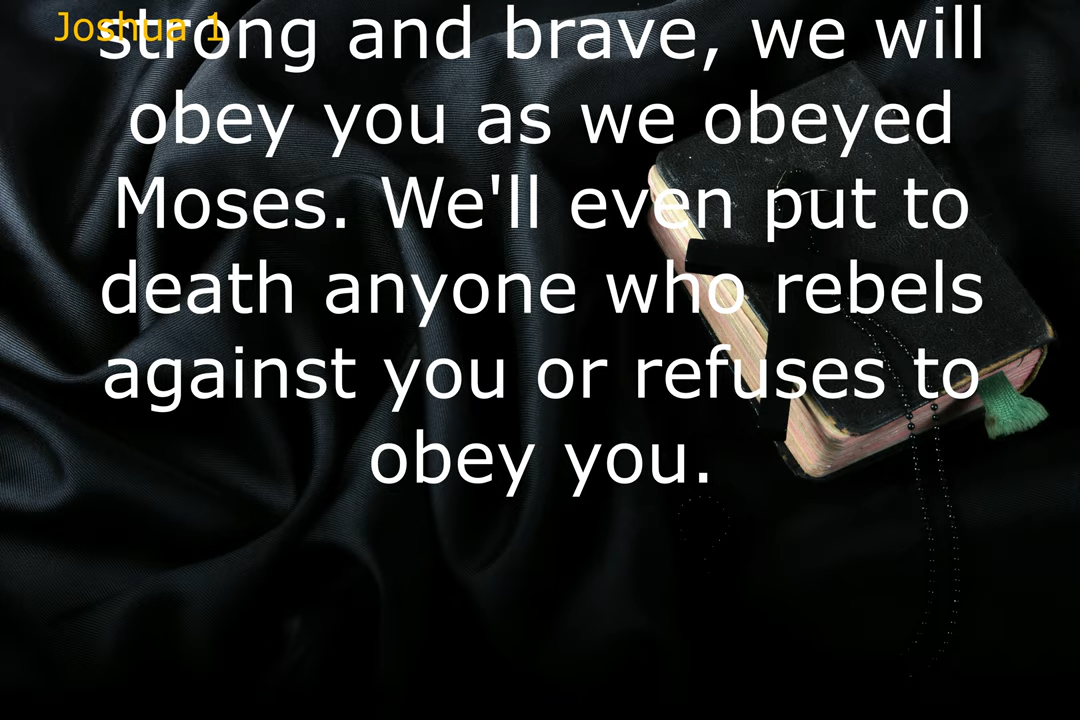 Joshua 1
strong and brave, we will
obey you as we obeyed
Moses. We'll even put to
death anyone who rebels
against you or refuses to
obey you.